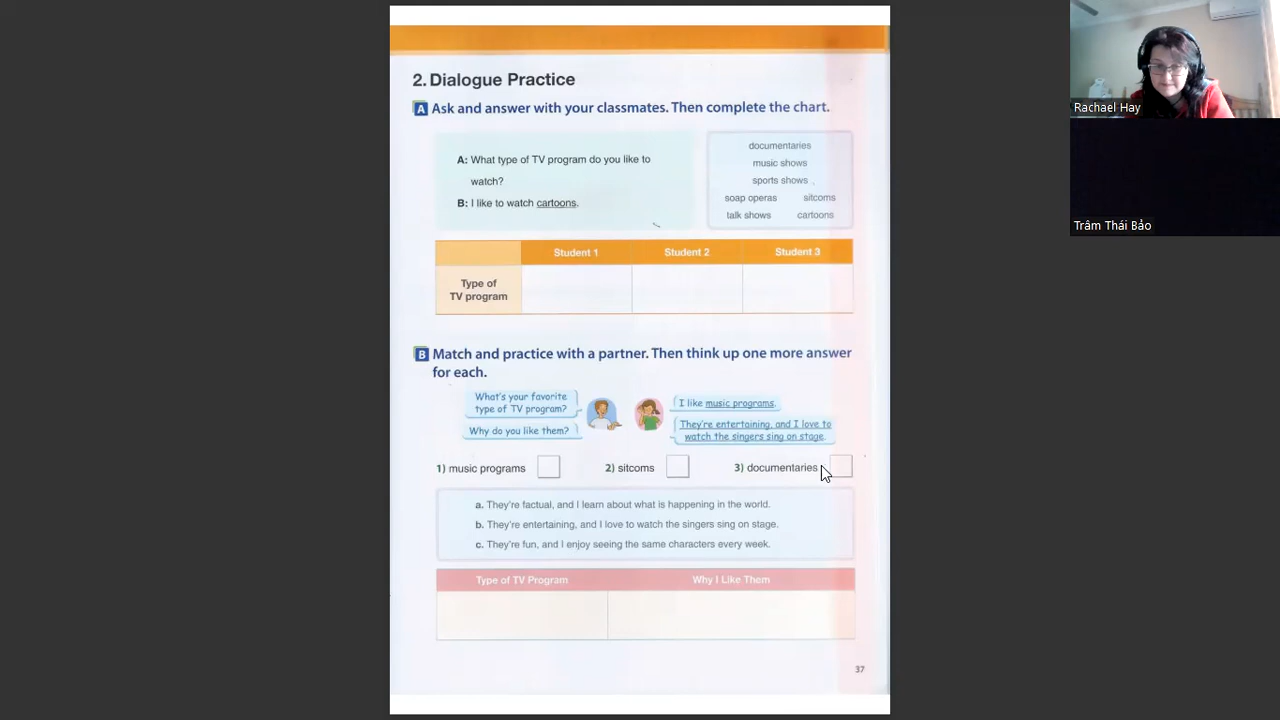 2. Dialogue Practice
A Ask and answer with your classmates. Then complete the chart.
A: What type of TV program do you like to
watch?
B: I like to watch cartoons.
documentaries
music shows
sports shows
soap operas sitcoms
talk shows cartoons
Student 1 Student 2 Student 3
Type of
TV program
B Match and practice with a partner. Then think up one more answer
for each.
What's your favorite
type of TV program?
Why do you like them?
I like music programs.
They're entertaining, and I love to
watch the singers sing on stage.
1) music programs 2) sitcoms 3) documentaries
a. They're factual, and I learn about what is happening in the world.
b. They're entertaining, and I love to watch the singers sing on stage.
c. They're fun, and I enjoy seeing the same characters every week.
Type of TV Program Why I Like Them
37
Rachael Hay
Trâm Thái Bảo